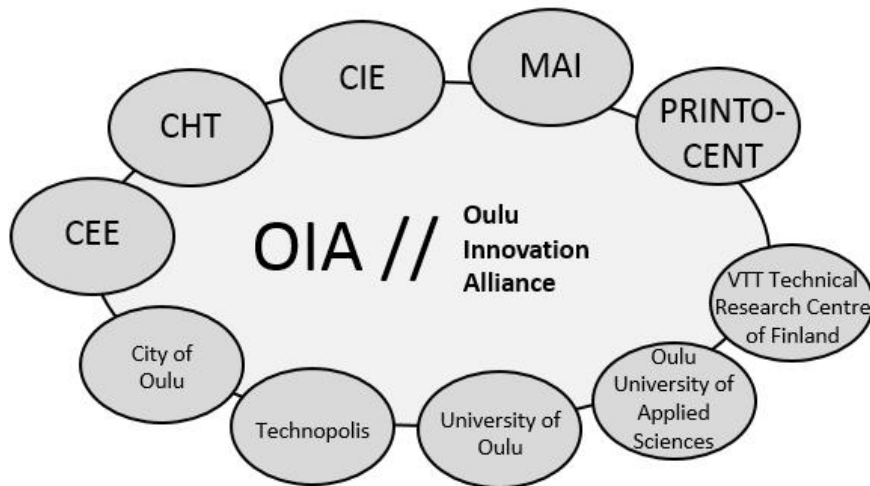 CIE
MAI
CHT
PRINTO-
CENT
CEE
OIA //
Oulu
Innovation
Alliance
VTT Technical
Research Centre
of Finland
City of
Oulu
Technopolis
University of
Oulu
Oulu
University of
Applied
Sciences